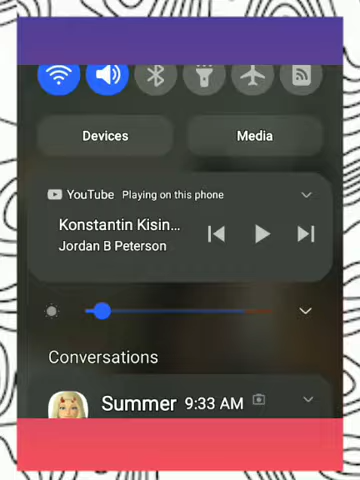 Devices
Media
YouTube Playing on this phone
Konstantin Kisin...
Jordan B Peterson
Conversations
Summer 9:33 AM